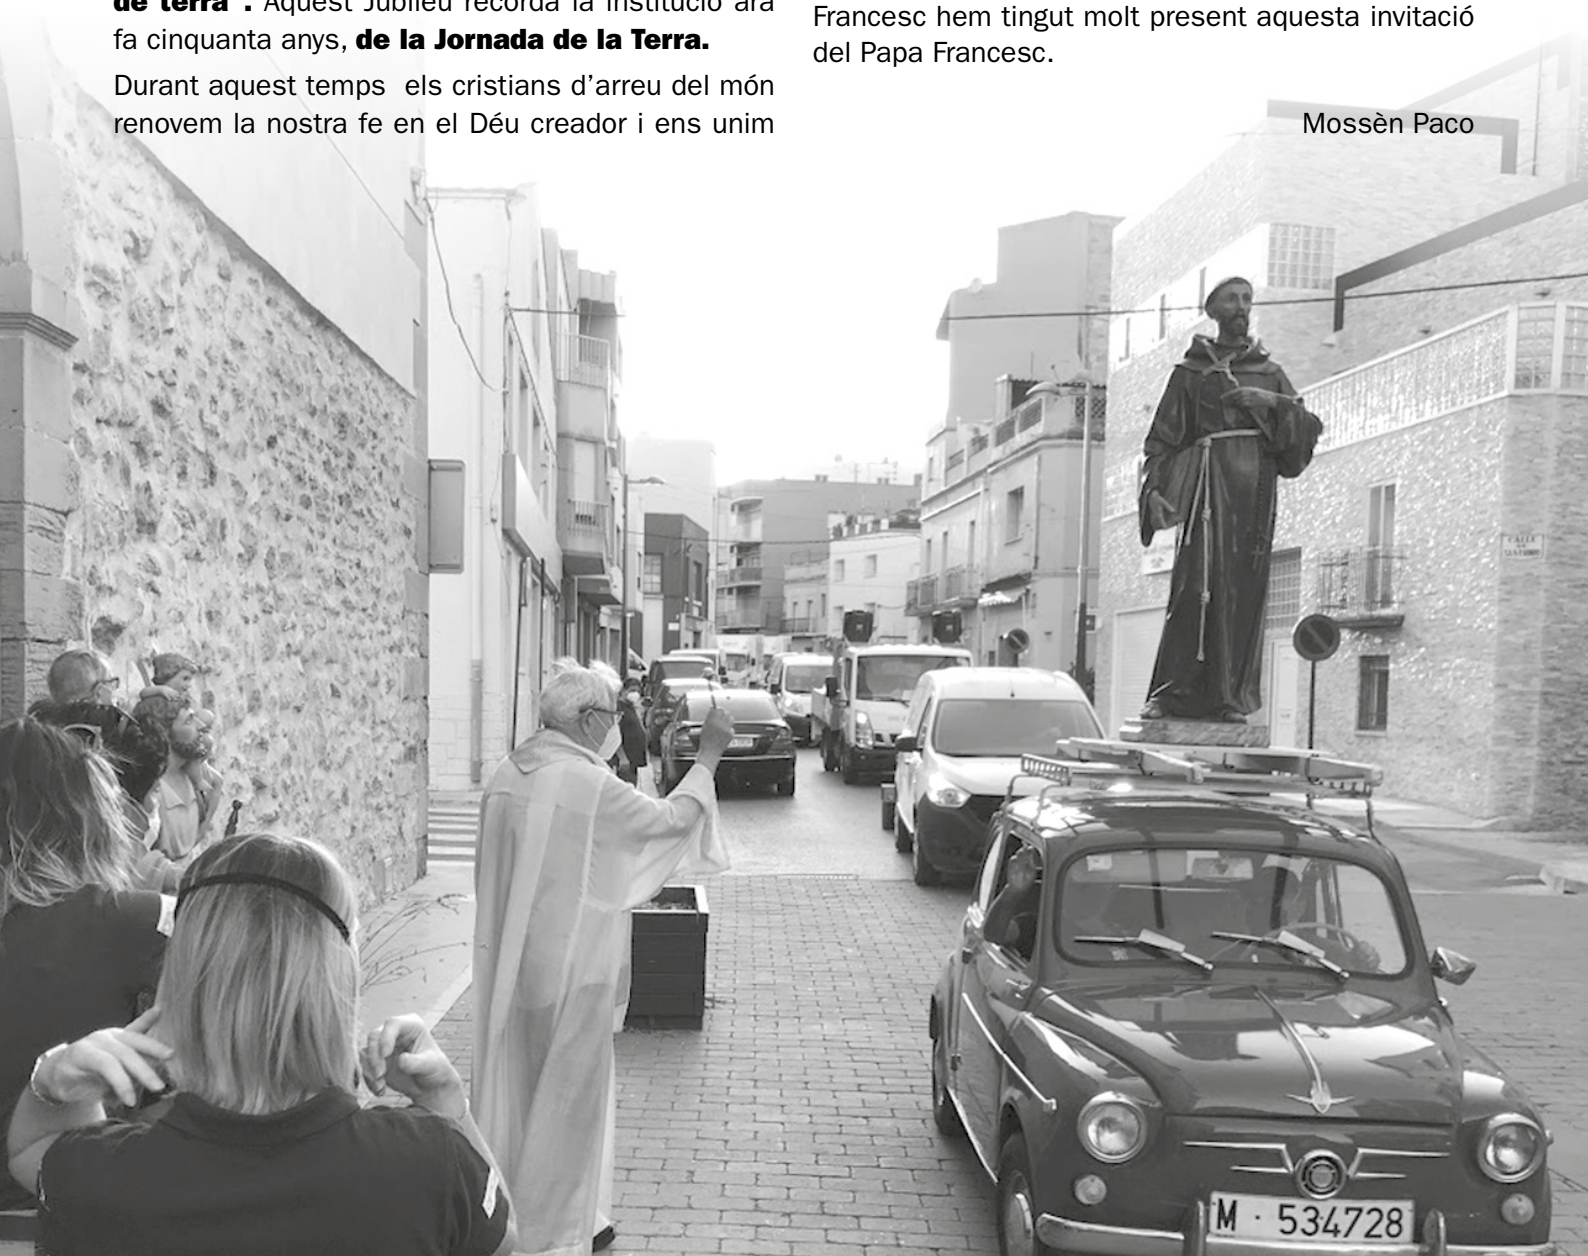 de terra". Aquest Jubileu recorda la institució ara
fa cinquanta anys, de la Jornada de la Terra.
Durant aquest temps els cristians d’arreu del món
renovem la nostra fe en el Déu creador i ens unim
Francesc hem tingut molt present aquesta invitació
del Papa Francesc.
Mossèn Paco
CALLE
M · 534728